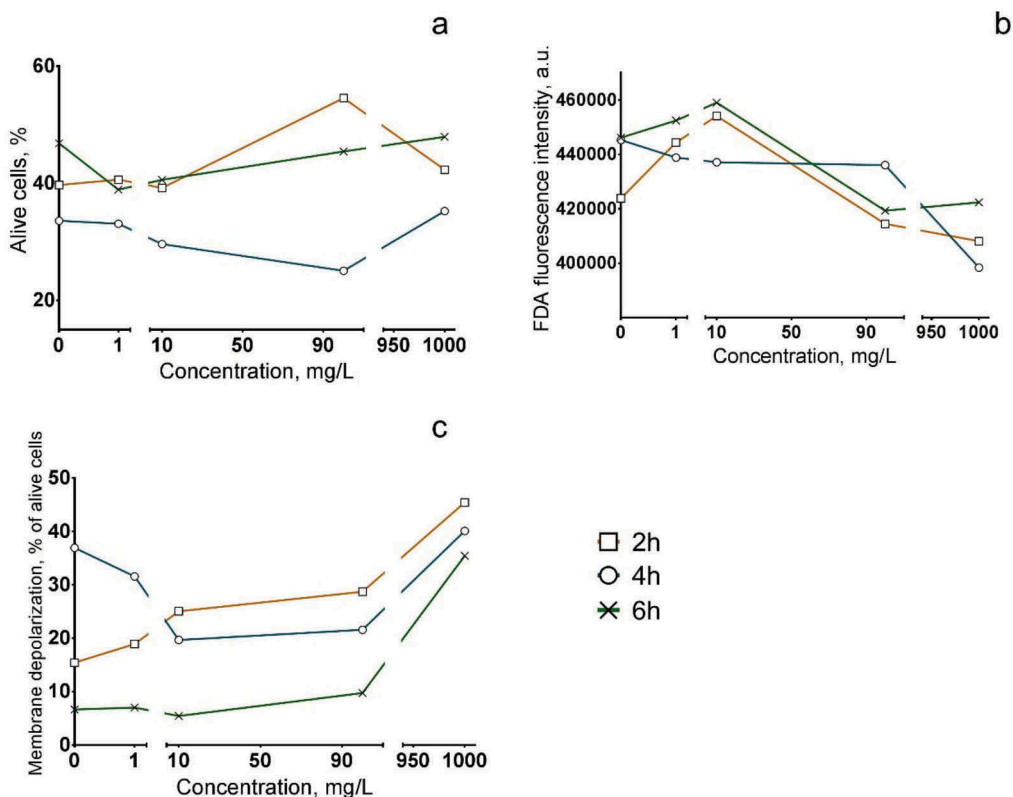 a
Alive cells, %
60
40
20
0 1 10 50 90 950 1000
Concentration, mg/L
b
FDA fluorescence intensity, a.u.
460000
440000
420000
400000
0 1 10 50 90 950 1000
Concentration, mg/L
c
Membrane depolarization, % of alive cells
50
40
30
20
10
0
0 1 10 50 90 950 1000
Concentration, mg/L
2h
4h
6h